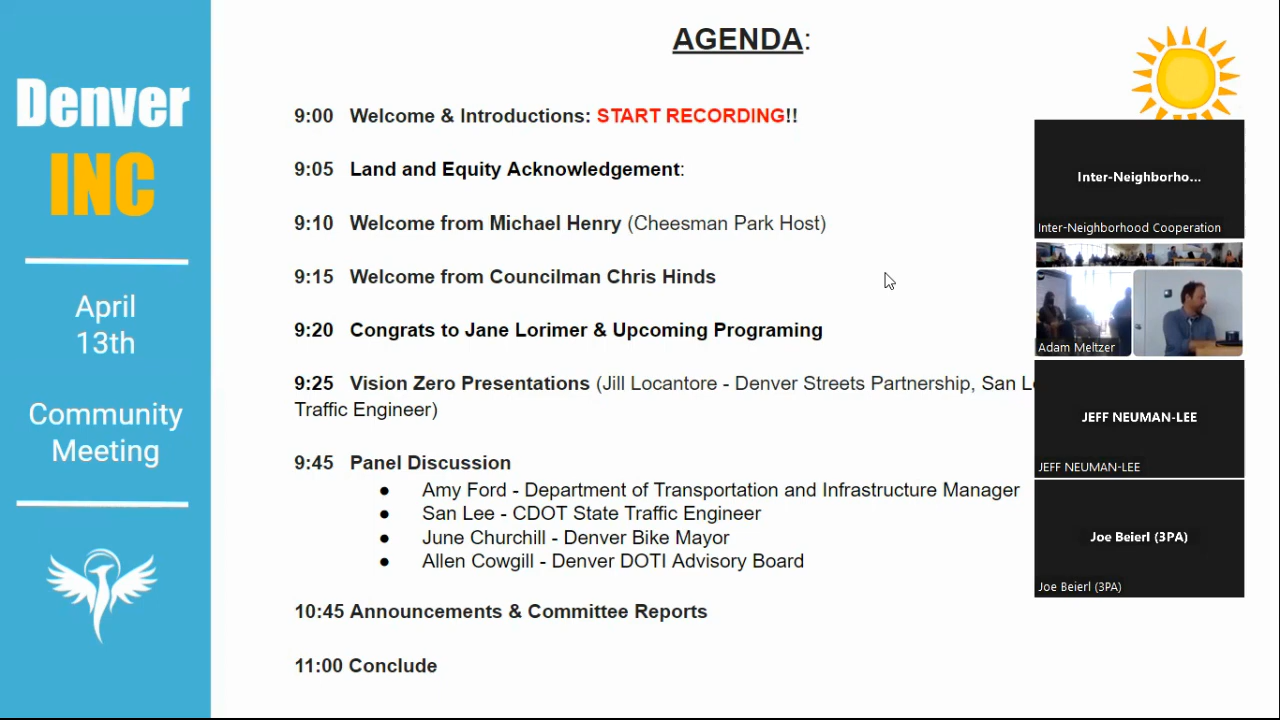 AGENDA:
Denver
INC
April
13th
Community
Meeting
9:00 Welcome & Introductions: START RECORDING!!
9:05 Land and Equity Acknowledgement:
9:10 Welcome from Michael Henry (Cheesman Park Host)
9:15 Welcome from Councilman Chris Hinds
9:20 Congrats to Jane Lorimer & Upcoming Programing
9:25 Vision Zero Presentations (Jill Locantore - Denver Streets Partnership, San
Traffic Engineer)
9:45 Panel Discussion
● Amy Ford - Department of Transportation and Infrastructure Manager
● San Lee - CDOT State Traffic Engineer
● June Churchill - Denver Bike Mayor
● Allen Cowgill - Denver DOTI Advisory Board
10:45 Announcements & Committee Reports
11:00 Conclude
Inter-Neighborho...
Inter-Neighborhood Cooperation
Adam Meltzer
JEFF NEUMAN-LEE
JEFF NEUMAN-LEE
Joe Beierl (3PA)
Joe Beierl (3PA)